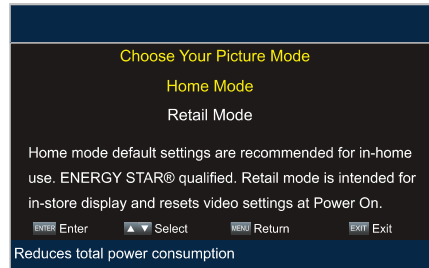 Choose Your Picture Mode
Home Mode
Retail Mode
Home mode default settings are recommended for in-home
use. ENERGY STAR® qualified. Retail mode is intended for
in-store display and resets video settings at Power On.
ENTER Enter ▲ ▼ Select MENU Return EXIT Exit
Reduces total power consumption